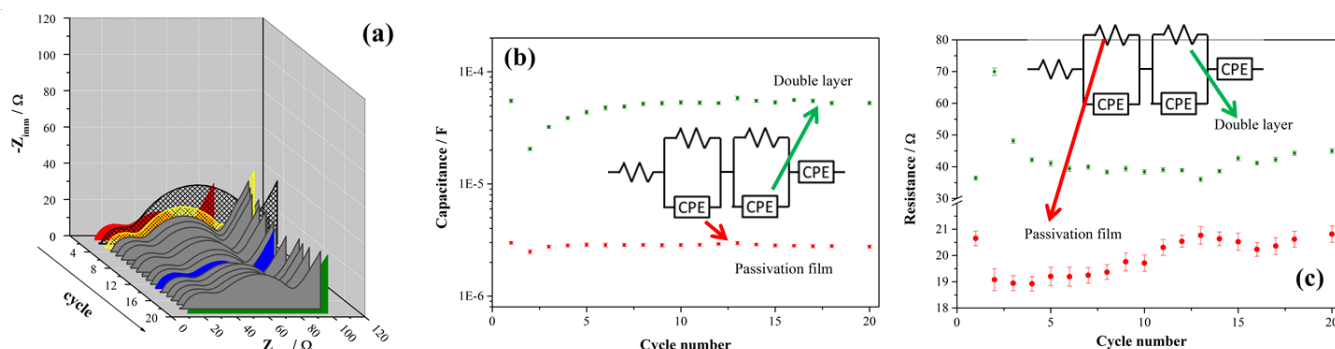 (a)
120
100
80
60
40
20
0
-Z_imm / Ω
4
8
12
16
20
cycle
0
20
40
60
80
100
120
/ Ω
(b)
1E-4
1E-5
1E-6
Capacitance / F
Double layer
CPE
CPE
CPE
Passivation film
0
5
10
15
20
Cycle number
80
70
60
50
40
30
21
20
19
18
Resistance / Ω
CPE
CPE
CPE
Double layer
Passivation film
(c)
0
5
10
15
20
Cycle number